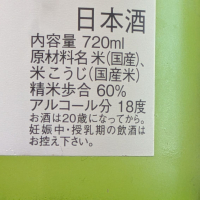 日本酒
内容量 720ml
原材料名 米(国産)、
米こうじ(国産米)
精米歩合 60%
アルコール分 18度
お酒は20歳になってから。
妊娠中・授乳期の飲酒は
お控え下さい。